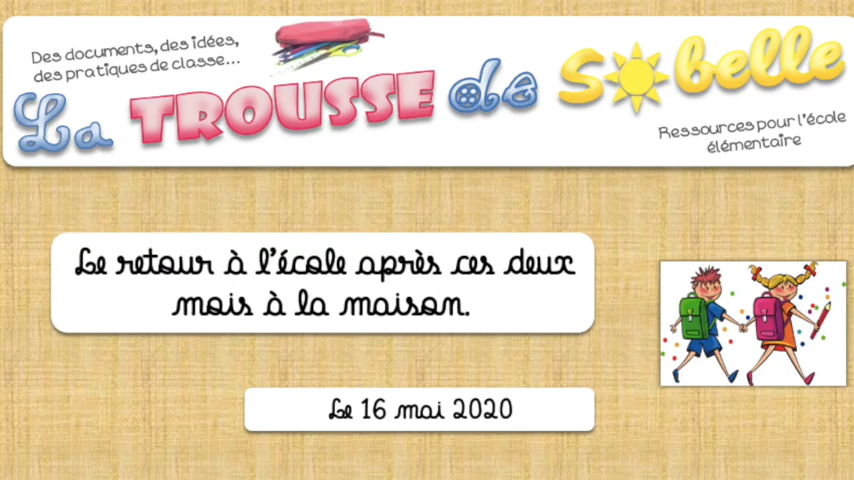 Des documents, des idées,
des pratiques de classe...
La TROUSSE de Sobelle
Ressources pour l'école
élémentaire
Le retour à l'école après ces deux
mois à la maison.
Le 16 mai 2020